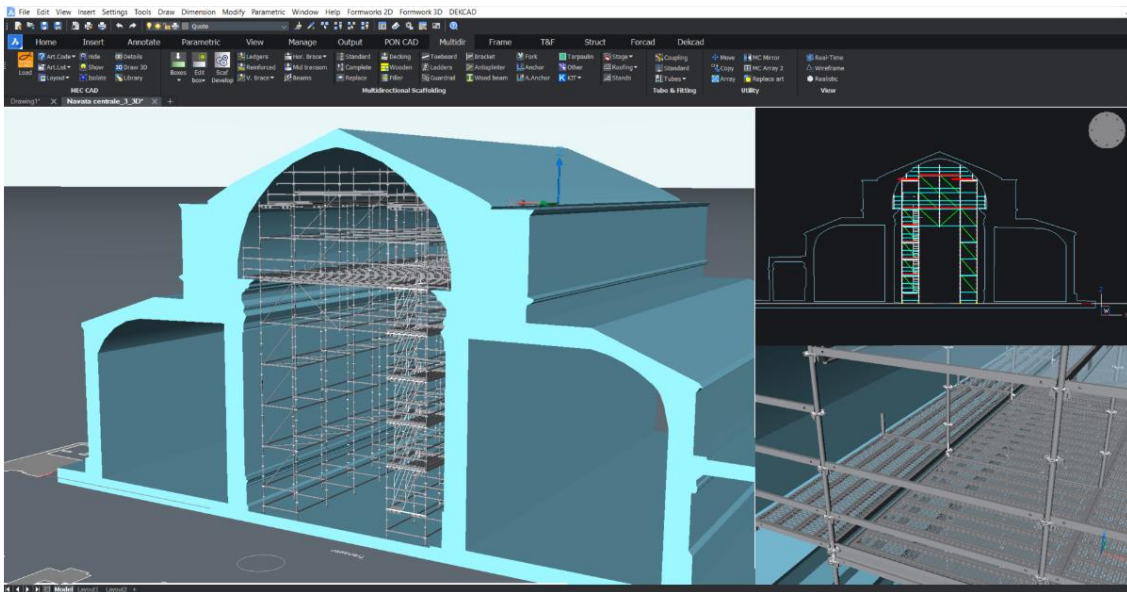 File Edit View Insert Settings Tools Draw Dimension Modify Parametric Window Help Formworks 2D Formwork 3D DEKCAD
Quote
Home Insert Annotate Parametric View Manage Output PON CAD Multidir Frame T&F Struct Forcad Dekcad
Art.Code Hide Details Ledgers Hor. Brace Standard Decking Toeboard Bracket Fork Tarpaulin Stage Coupling Move MC Mirror Real-Time
Art.List Show Draw 3D Reinforced Mid transom Complete Wooden Ladders Antisplinter Anchor Other Roofing Standard Copy MC Array 2 Wireframe
Load Layout Isolate Library Boxes Edit box Scaf Develop V. Brace Beams Replace Filler Guardrail Wood beam A.Anchor KTF Stands Tubes Array Replace art Realistic
MEC CAD Multidirectional Scaffolding Tubo & Fitting Utility View
Drawing1* Navata centrale_3_3D*
W
Model Layout1 Layout2